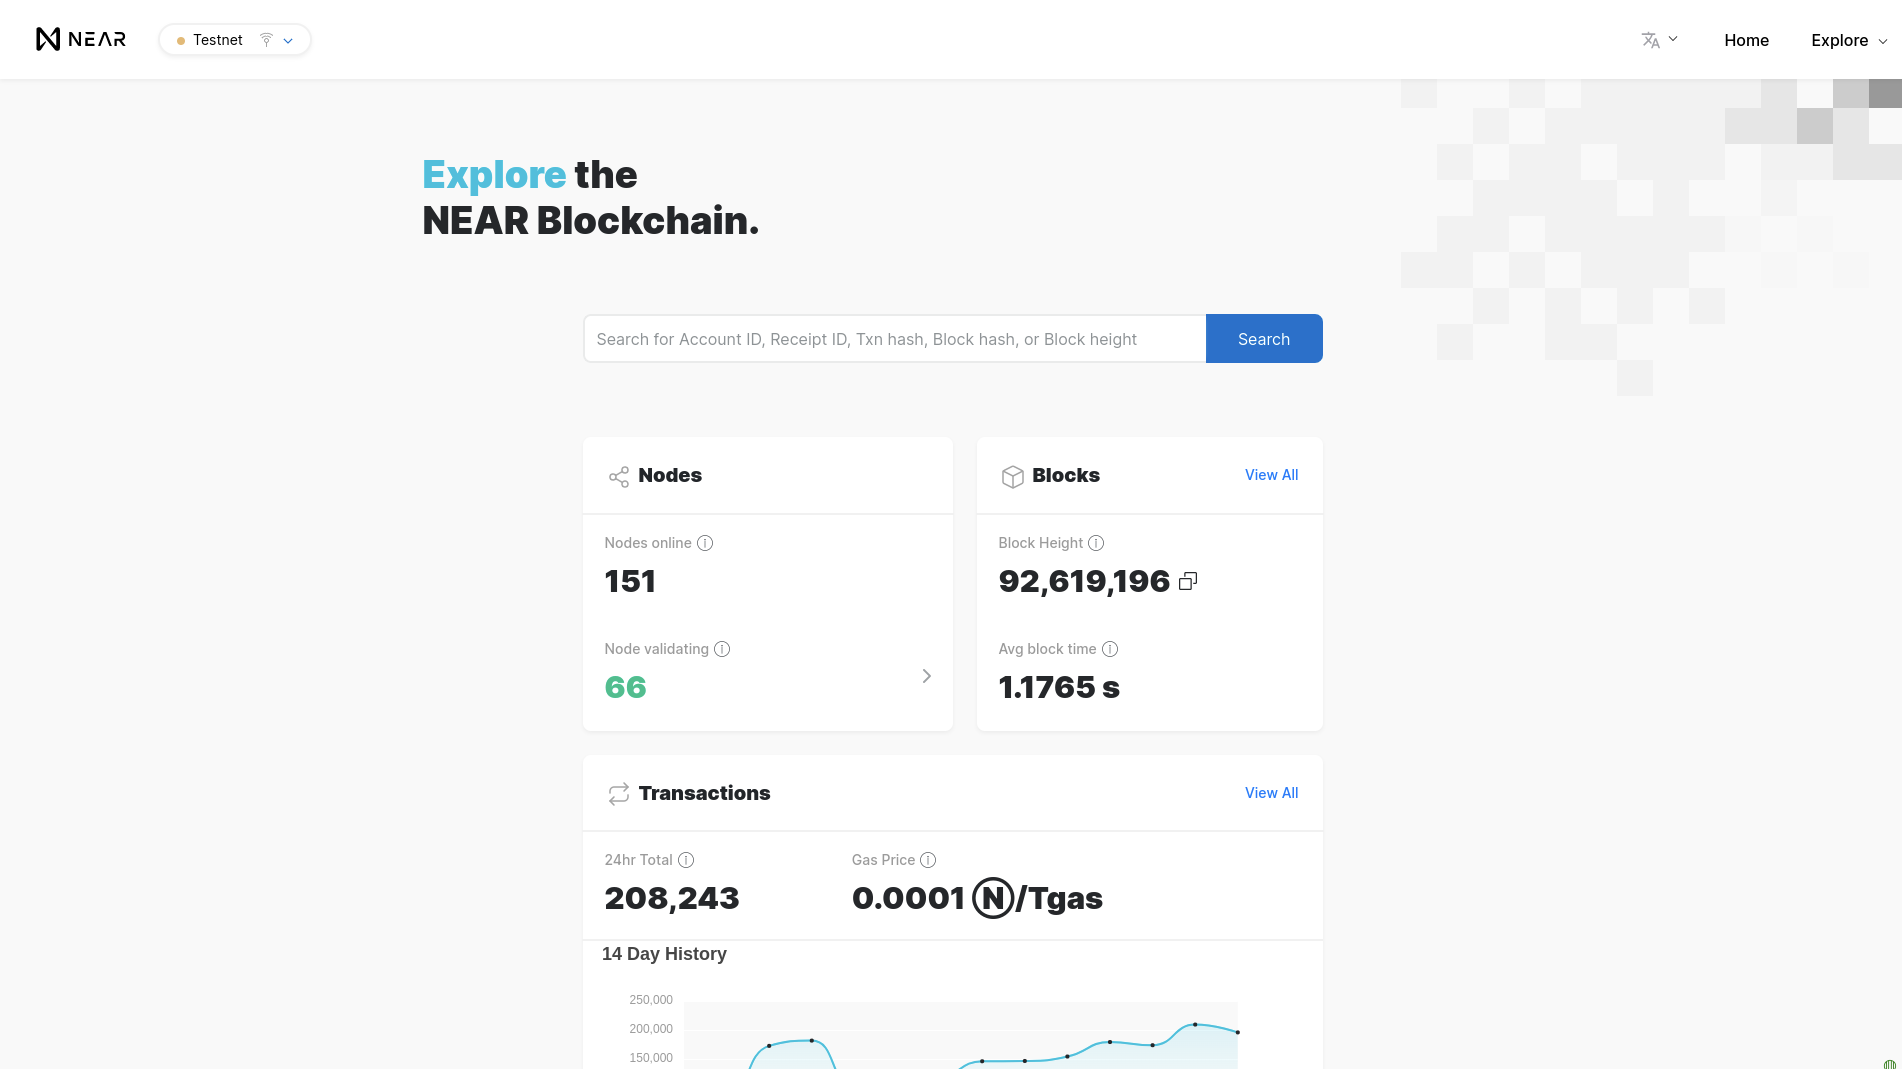 NEAR
Testnet
Home
Explore
Explore the
NEAR Blockchain.
Search for Account ID, Receipt ID, Txn hash, Block hash, or Block height
Search
Nodes
Nodes online
151
Node validating
66
Blocks
View All
Block Height
92,619,196
Avg block time
1.1765 s
Transactions
View All
24hr Total
208,243
Gas Price
0.0001 Ⓝ/Tgas
14 Day History
250,000
200,000
150,000